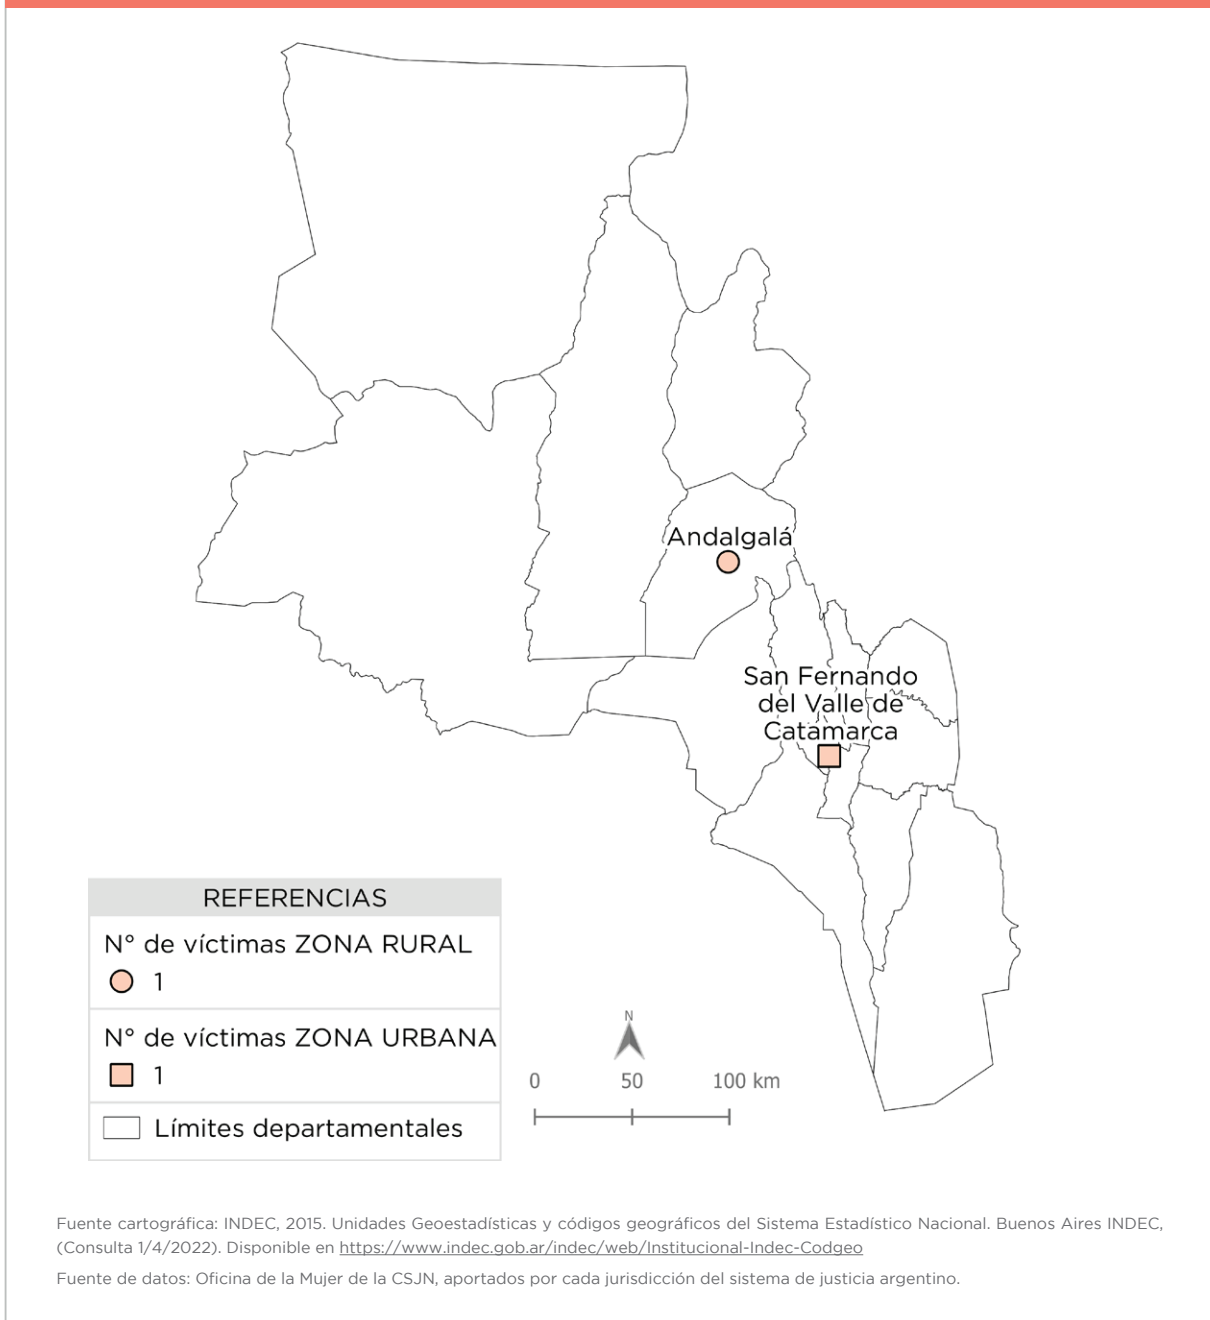 Andalgalá
San Fernando
del Valle de
Catamarca
REFERENCIAS
N° de víctimas ZONA RURAL
1
N° de víctimas ZONA URBANA
1
Límites departamentales
N
0 50 100 km
Fuente cartográfica: INDEC, 2015. Unidades Geoestadísticas y códigos geográficos del Sistema Estadístico Nacional. Buenos Aires INDEC,
(Consulta 1/4/2022). Disponible en https://www.indec.gob.ar/indec/web/Institucional-Indec-Codgeo
Fuente de datos: Oficina de la Mujer de la CSJN, aportados por cada jurisdicción del sistema de justicia argentino.